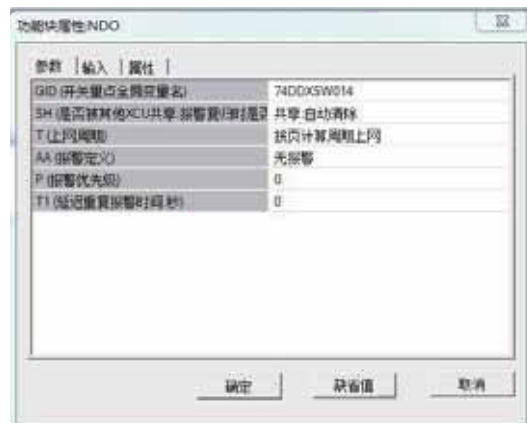 功能块属性:NDO
参数 输入 属性
GID (开关量点全局变量名) 74DDXSW014
SH (是否被其他XCU共享 报警复归时是否 共享:自动清除
T (上网周期) 按页计算周期上网
AA (报警定义) 无报警
P (报警优先级) 0
T1 (延迟重复报警时间:秒) 0
确定 缺省值 取消